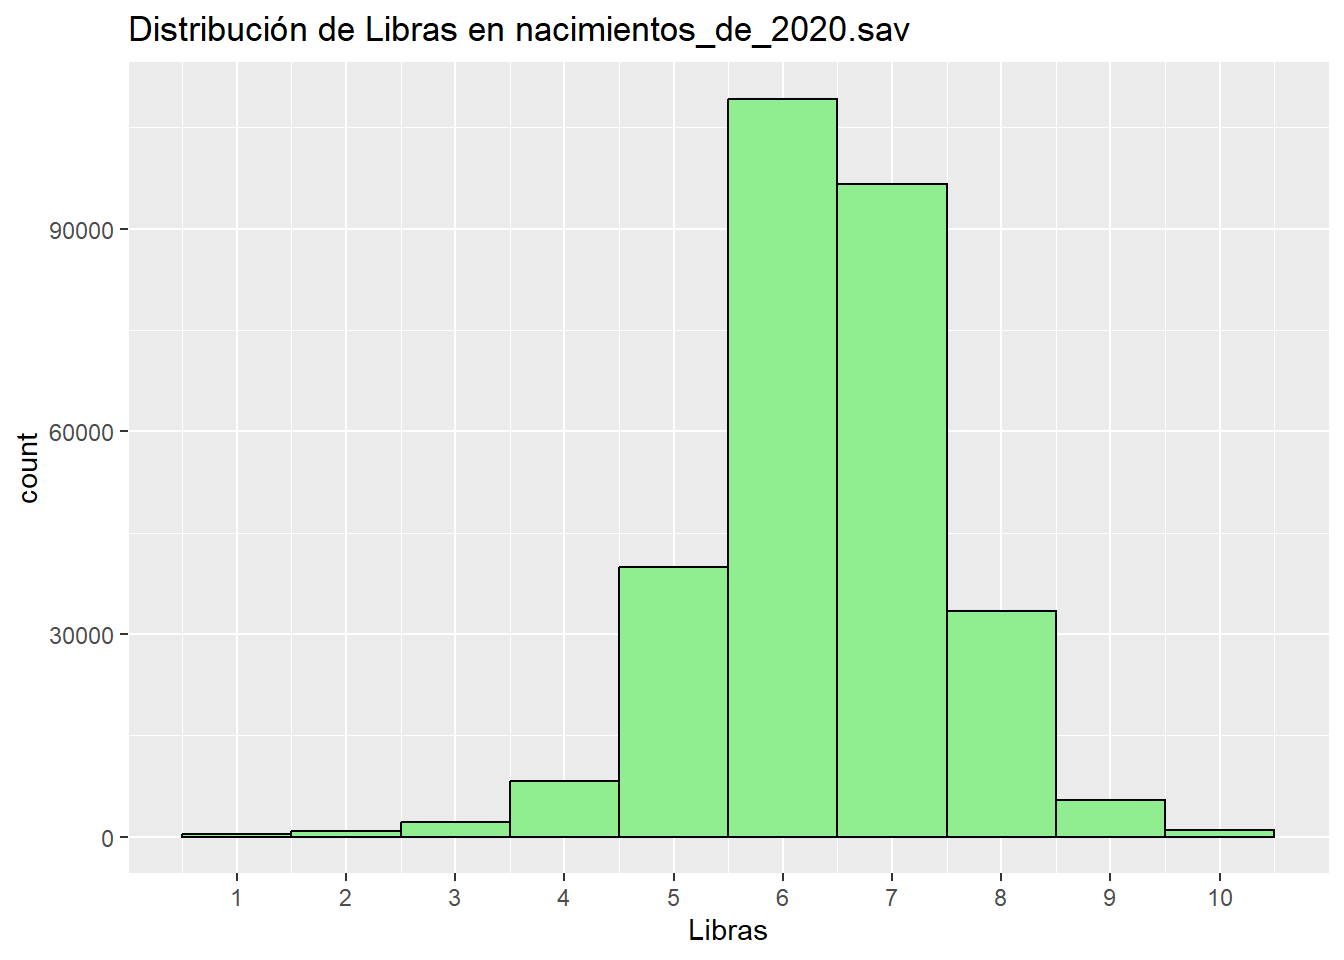 Distribución de Libras en nacimientos_de_2020.sav
count
90000
60000
30000
0
1 2 3 4 5 6 7 8 9 10
Libras